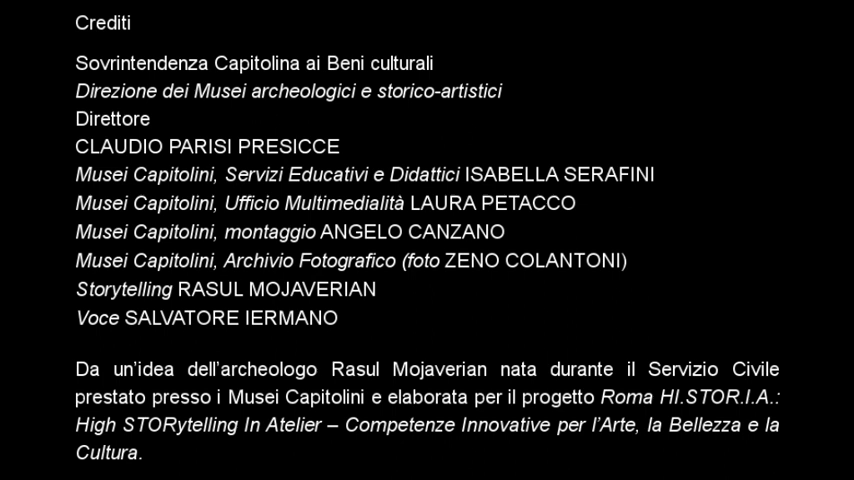 Crediti
Sovrintendenza Capitolina ai Beni culturali
Direzione dei Musei archeologici e storico-artistici
Direttore
CLAUDIO PARISI PRESICCE
Musei Capitolini, Servizi Educativi e Didattici ISABELLA SERAFINI
Musei Capitolini, Ufficio Multimedialità LAURA PETACCO
Musei Capitolini, montaggio ANGELO CANZANO
Musei Capitolini, Archivio Fotografico (foto ZENO COLANTONI)
Storytelling RASUL MOJAVERIAN
Voce SALVATORE IERMANO
Da un’idea dell’archeologo Rasul Mojaverian nata durante il Servizio Civile
prestato presso i Musei Capitolini e elaborata per il progetto Roma HI.STOR.I.A.:
High STORytelling In Atelier – Competenze Innovative per l’Arte, la Bellezza e la
Cultura.